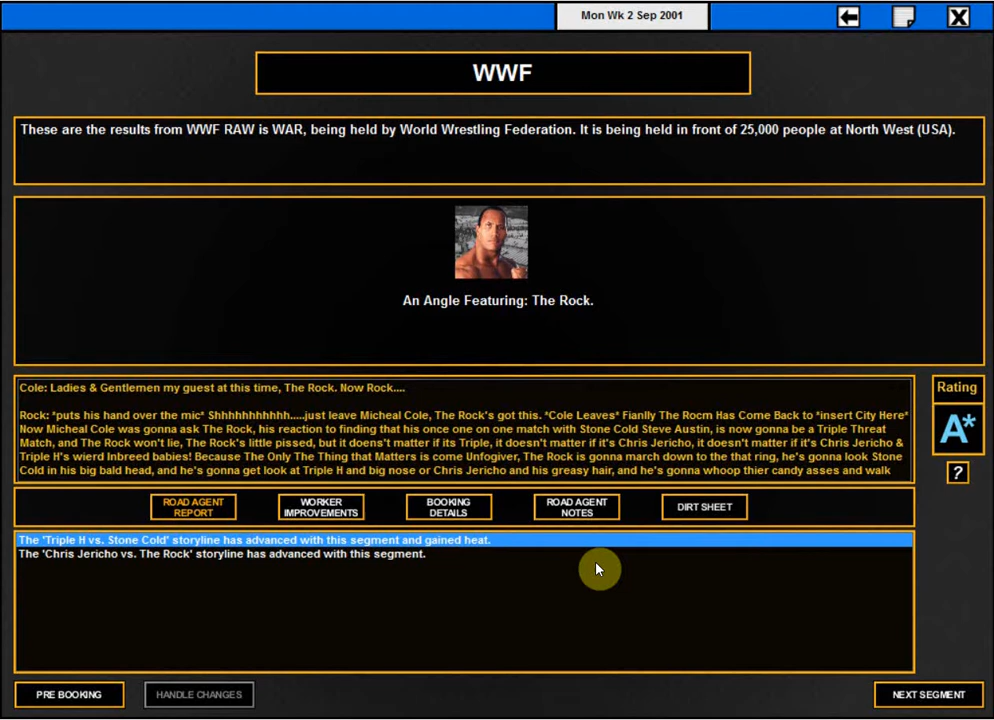 Mon Wk 2 Sep 2001
WWF
These are the results from WWF RAW is WAR, being held by World Wrestling Federation. It is being held in front of 25,000 people at North West (USA).
An Angle Featuring: The Rock.
Cole: Ladies & Gentlemen my guest at this time, The Rock. Now Rock....
Rock: *puts his hand over the mic* Shhhhhhhhhhh.....just leave Micheal Cole, The Rock's got this. *Cole Leaves* Fianlly The Rocm Has Come Back to *insert City Here*
Now Micheal Cole was gonna ask The Rock, his reaction to finding that his once one on one match with Stone Cold Steve Austin, is now gonna be a Triple Threat
Match, and The Rock won't lie, The Rock's little pissed, but it doens't matter if its Triple, it doesn't matter if it's Chris Jericho, it doesn't matter if it's Chris Jericho &
Triple H's wierd Inbreed babies! Because The Only The Thing that Matters is come Unfogiver, The Rock is gonna march down to the that ring, he's gonna look Stone
Cold in his big bald head, and he's gonna get look at Triple H and big nose or Chris Jericho and his greasy hair, and he's gonna whoop thier candy asses and walk
Rating
A*
?
ROAD AGENT
REPORT
WORKER
IMPROVEMENTS
BOOKING
DETAILS
ROAD AGENT
NOTES
DIRT SHEET
The 'Triple H vs. Stone Cold' storyline has advanced with this segment and gained heat.
The 'Chris Jericho vs. The Rock' storyline has advanced with this segment.
PRE BOOKING
HANDLE CHANGES
NEXT SEGMENT